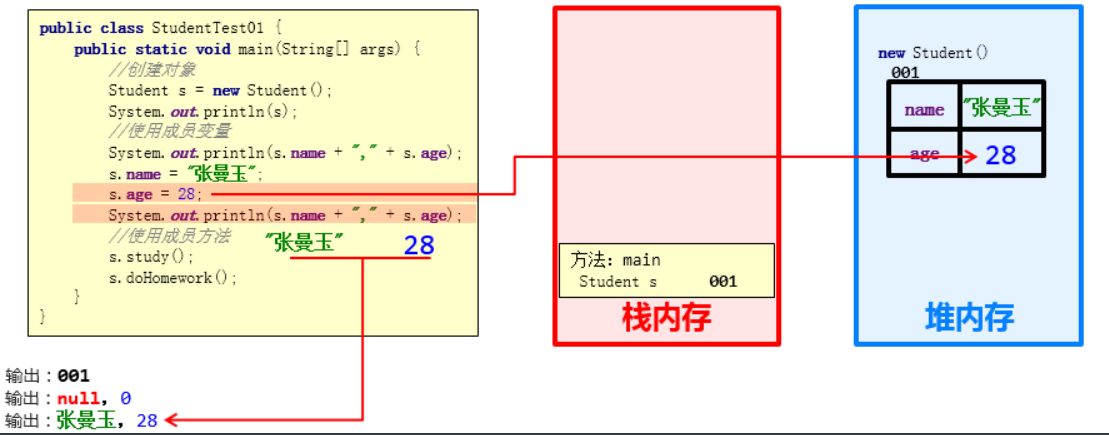 public class StudentTest01 {
public static void main(String[] args) {
//创建对象
Student s = new Student();
System.out.println(s);
//使用成员变量
System.out.println(s.name + "," + s.age);
s.name = "张曼玉";
s.age = 28;
System.out.println(s.name + "," + s.age);
//使用成员方法 "张曼玉" 28
s.study();
s.doHomework();
}
}
方法：main
Student s 001
栈内存
new Student()
001
name "张曼玉"
age 28
堆内存
输出：001
输出：null，0
输出：张曼玉，28